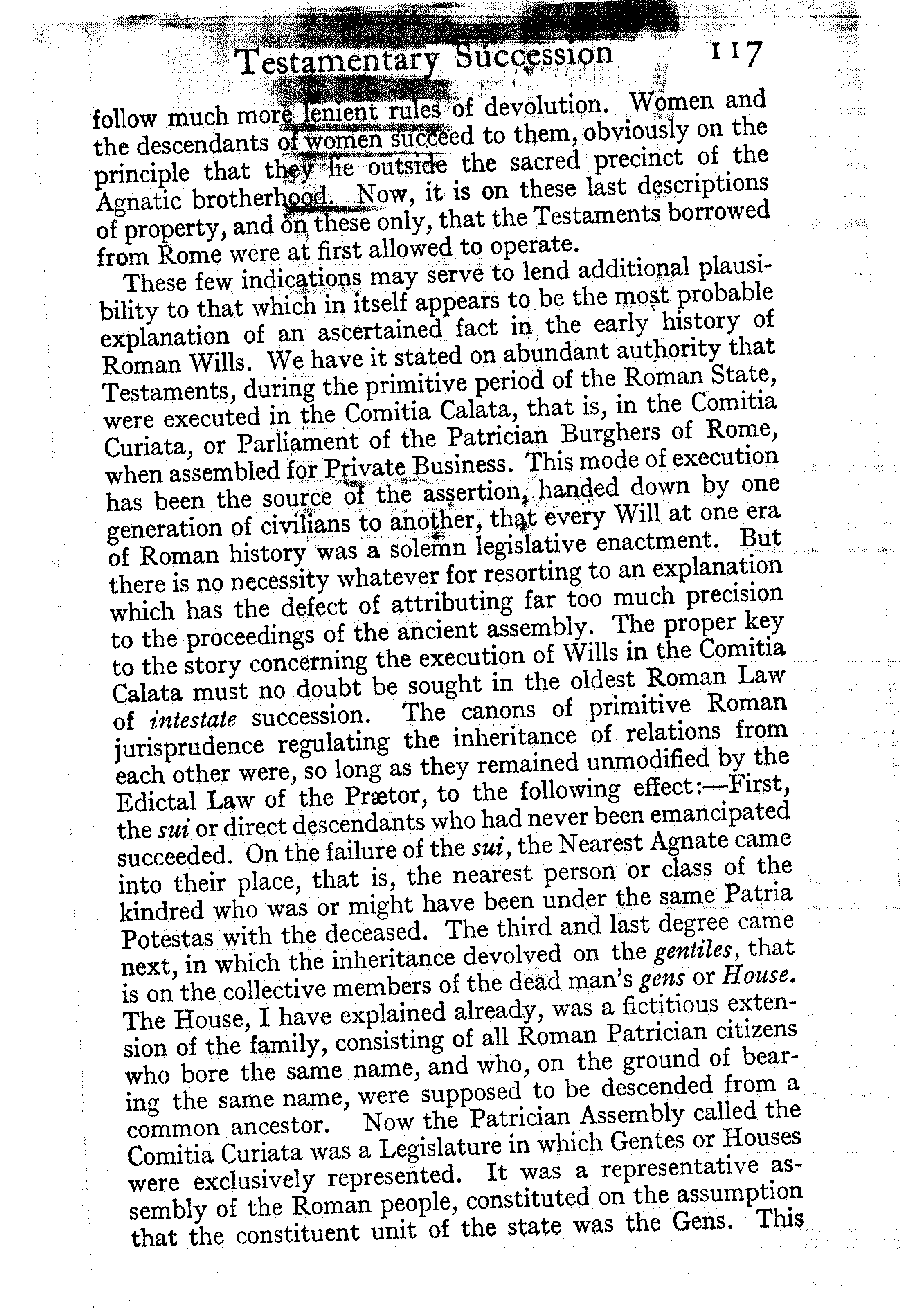 Testamentary Succession 117
follow much more lenient rules of devolution. Women and
the descendants of women succeed to them, obviously on the
principle that they lie outside the sacred precinct of the
Agnatic brotherhood. Now, it is on these last descriptions
of property, and on these only, that the Testaments borrowed
from Rome were at first allowed to operate.
These few indications may serve to lend additional plausi-
bility to that which in itself appears to be the most probable
explanation of an ascertained fact in the early history of
Roman Wills. We have it stated on abundant authority that
Testaments, during the primitive period of the Roman State,
were executed in the Comitia Calata, that is, in the Comitia
Curiata, or Parliament of the Patrician Burghers of Rome,
when assembled for Private Business. This mode of execution
has been the source of the assertion, handed down by one
generation of civilians to another, that every Will at one era
of Roman history was a solemn legislative enactment. But
there is no necessity whatever for resorting to an explanation
which has the defect of attributing far too much precision
to the proceedings of the ancient assembly. The proper key
to the story concerning the execution of Wills in the Comitia
Calata must no doubt be sought in the oldest Roman Law
of intestate succession. The canons of primitive Roman
jurisprudence regulating the inheritance of relations from
each other were, so long as they remained unmodified by the
Edictal Law of the Prætor, to the following effect:—First,
the sui or direct descendants who had never been emancipated
succeeded. On the failure of the sui, the Nearest Agnate came
into their place, that is, the nearest person or class of the
kindred who was or might have been under the same Patria
Potestas with the deceased. The third and last degree came
next, in which the inheritance devolved on the gentiles, that
is on the collective members of the dead man's gens or House.
The House, I have explained already, was a fictitious exten-
sion of the family, consisting of all Roman Patrician citizens
who bore the same name, and who, on the ground of bear-
ing the same name, were supposed to be descended from a
common ancestor. Now the Patrician Assembly called the
Comitia Curiata was a Legislature in which Gentes or Houses
were exclusively represented. It was a representative as-
sembly of the Roman people, constituted on the assumption
that the constituent unit of the state was the Gens. This